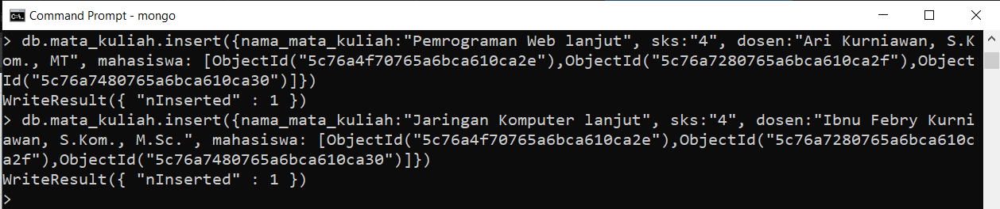 Command Prompt - mongo
> db.mata_kuliah.insert({nama_mata_kuliah:"Pemrograman Web lanjut", sks:"4", dosen:"Ari Kurniawan, S.K
om., MT", mahasiswa: [ObjectId("5c76a4f70765a6bca610ca2e"),ObjectId("5c76a7280765a6bca610ca2f"),Object
Id("5c76a7480765a6bca610ca30")]})
WriteResult({ "nInserted" : 1 })
> db.mata_kuliah.insert({nama_mata_kuliah:"Jaringan Komputer lanjut", sks:"4", dosen:"Ibnu Febry Kurni
awan, S.Kom., M.Sc.", mahasiswa: [ObjectId("5c76a4f70765a6bca610ca2e"),ObjectId("5c76a7280765a6bca610c
a2f"),ObjectId("5c76a7480765a6bca610ca30")]})
WriteResult({ "nInserted" : 1 })
>